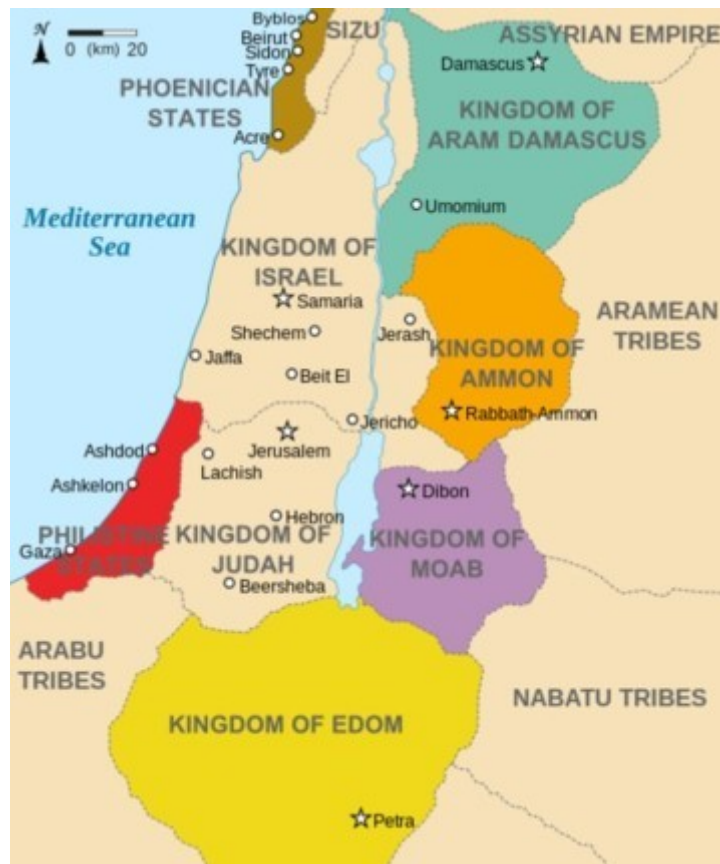 Byblos
N
0 (km) 20
Beirut
SIZU
ASSYRIAN EMPIRE
Sidon
Damascus
Tyre
PHOENICIAN
STATES
KINGDOM OF
ARAM DAMASCUS
Acre
Umomium
Mediterranean
Sea
KINGDOM OF
ISRAEL
Samaria
ARAMEAN
TRIBES
Shechem
Jerash
KINGDOM OF
AMMON
Jaffa
Beit El
Rabbath-Ammon
Jericho
Jerusalem
Ashdod
Lachish
Ashkelon
Dibon
Hebron
PHILISTINE
STATES
KINGDOM OF
JUDAH
KINGDOM OF
MOAB
Gaza
Beersheba
ARABU
TRIBES
NABATU TRIBES
KINGDOM OF EDOM
Petra